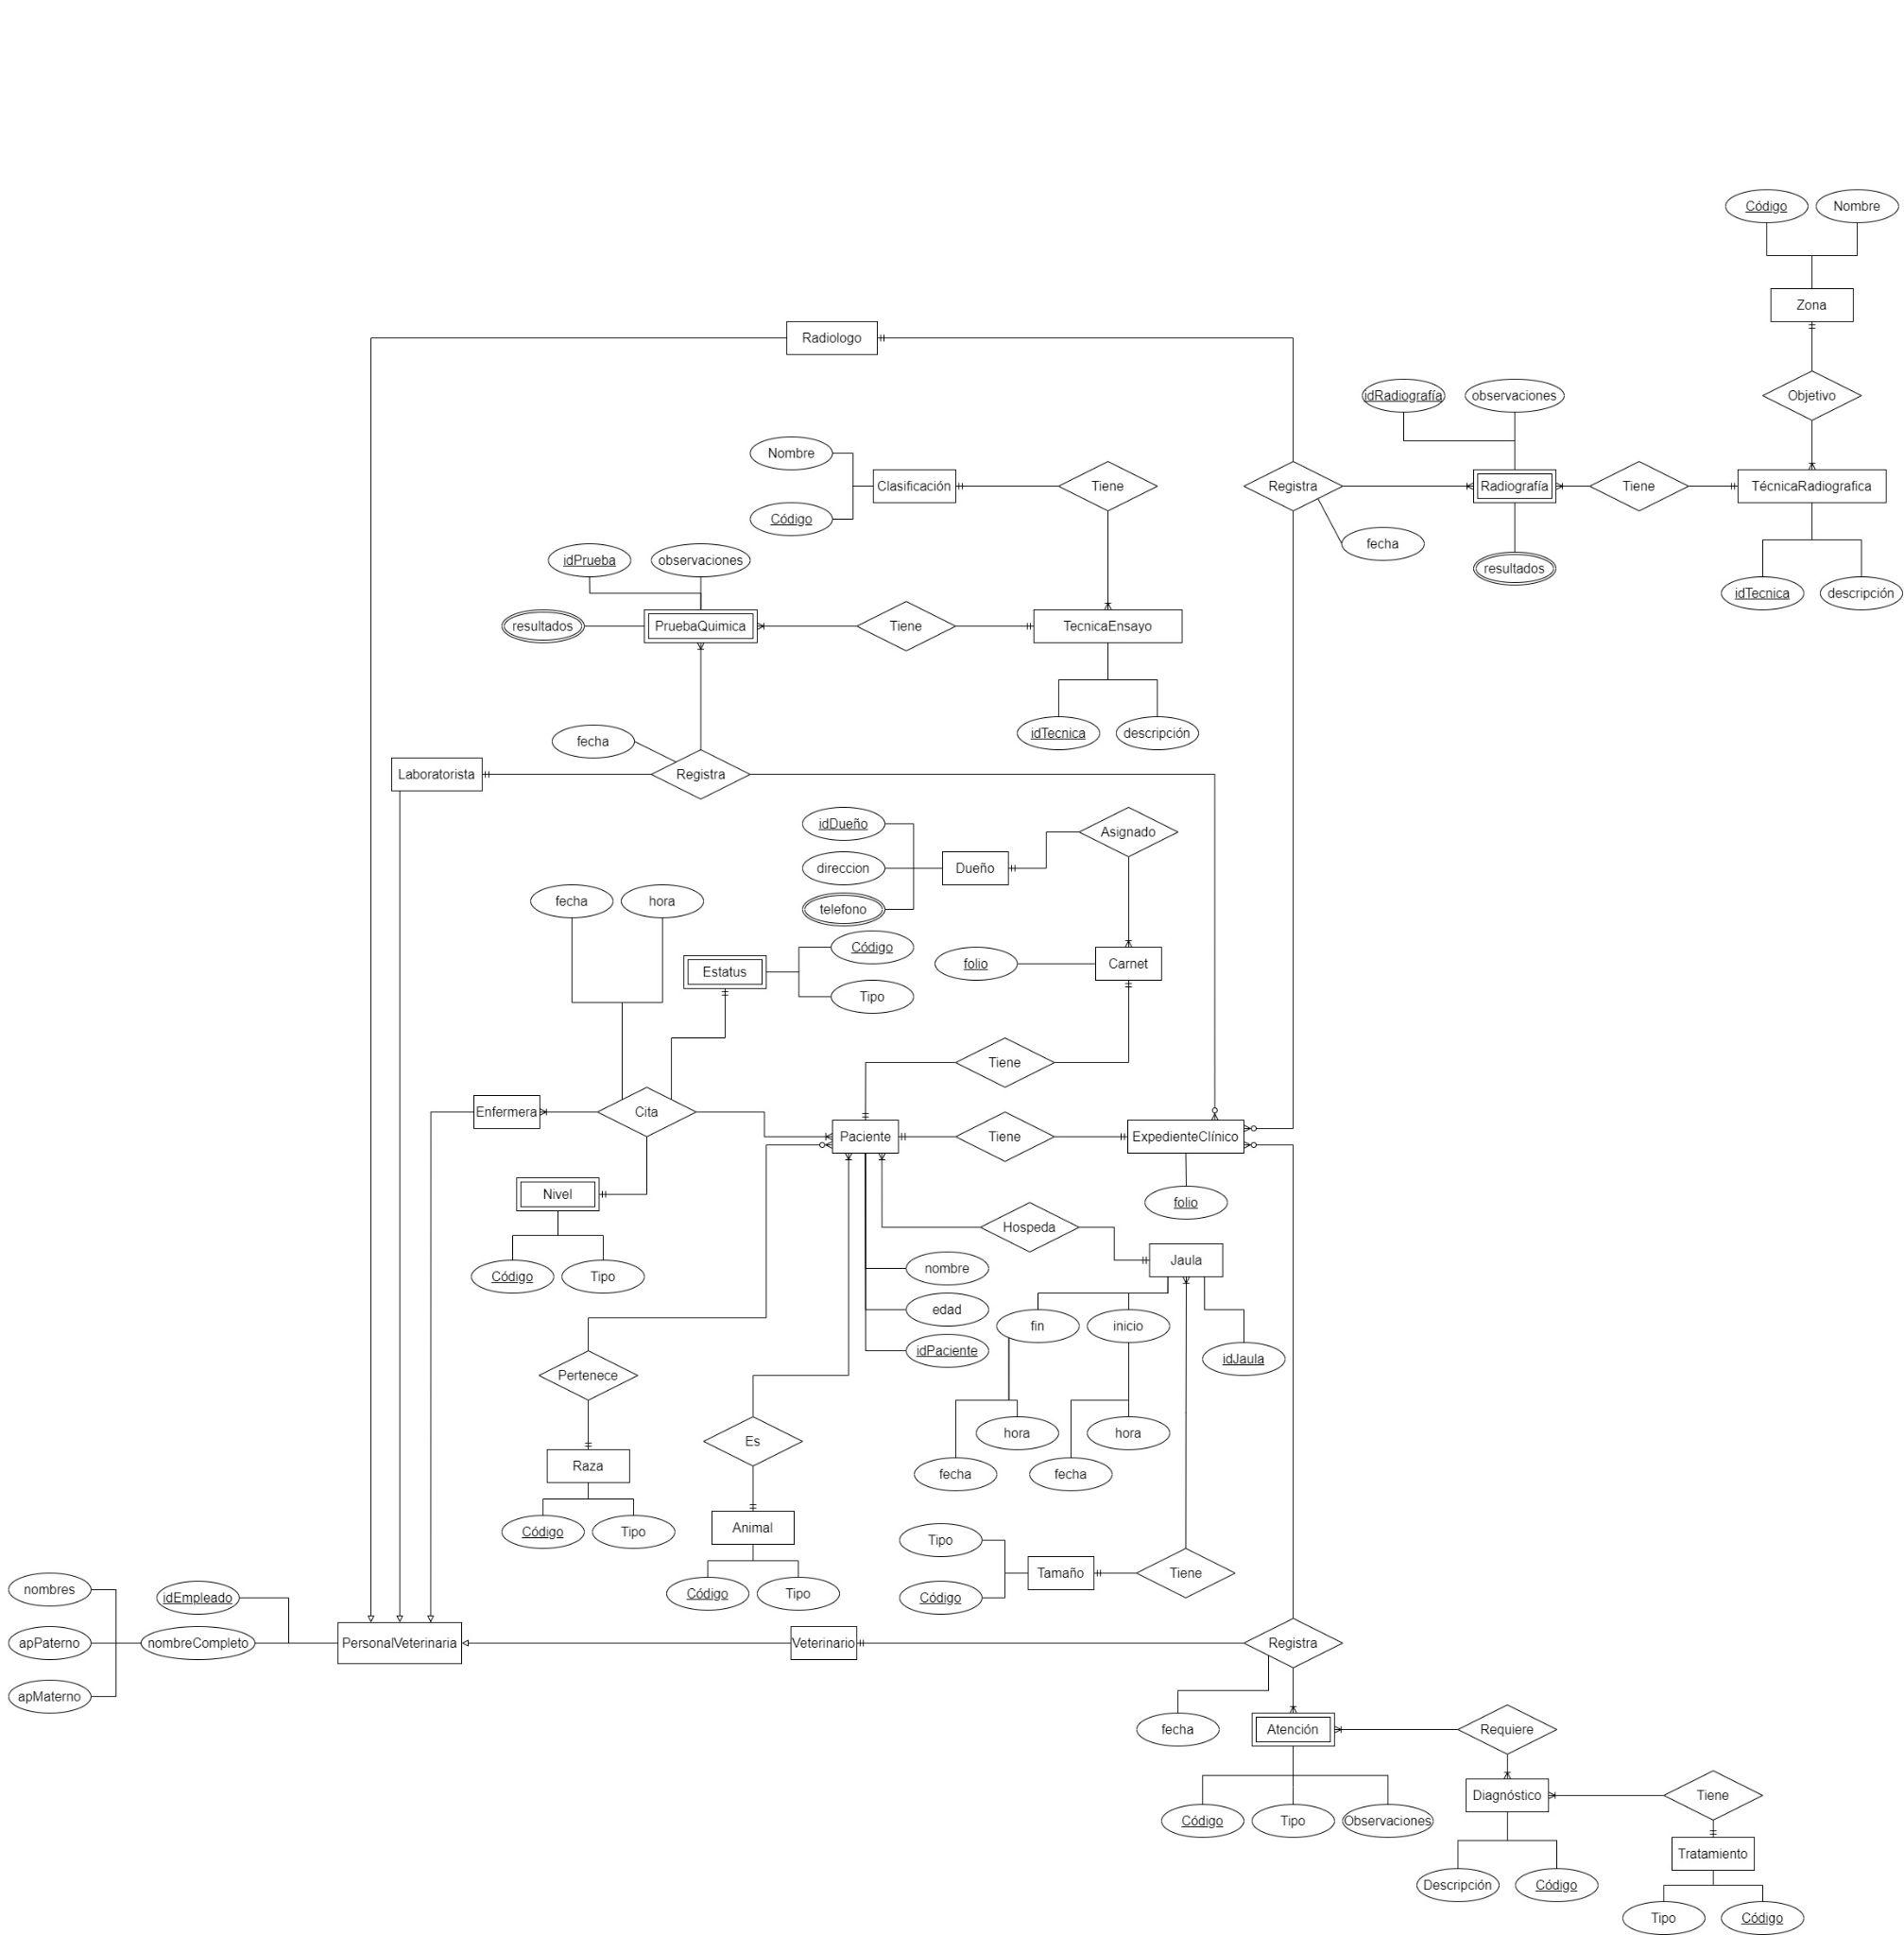 Código
Nombre
Zona
Radiologo
Objetivo
idRadiografía
observaciones
Nombre
Clasificación
Tiene
Registra
Radiografía
Tiene
TécnicaRadiografica
Código
fecha
idPrueba
observaciones
resultados
idTecnica
descripción
resultados
PruebaQuimica
Tiene
TecnicaEnsayo
fecha
idTecnica
descripción
Laboratorista
Registra
idDueño
Asignado
direccion
Dueño
fecha
hora
telefono
Código
Estatus
folio
Carnet
Tipo
Tiene
Enfermera
Cita
Paciente
Tiene
ExpedienteClínico
Nivel
folio
Hospeda
Jaula
Código
Tipo
nombre
edad
fin
inicio
idPaciente
idJaula
Pertenece
Es
hora
hora
Raza
fecha
fecha
Código
Tipo
Animal
Tipo
Tamaño
Tiene
Código
Tipo
Código
nombres
idEmpleado
apPaterno
nombreCompleto
PersonalVeterinaria
Veterinario
Registra
apMaterno
fecha
Atención
Requiere
Diagnóstico
Tiene
Código
Tipo
Observaciones
Tratamiento
Descripción
Código
Tipo
Código